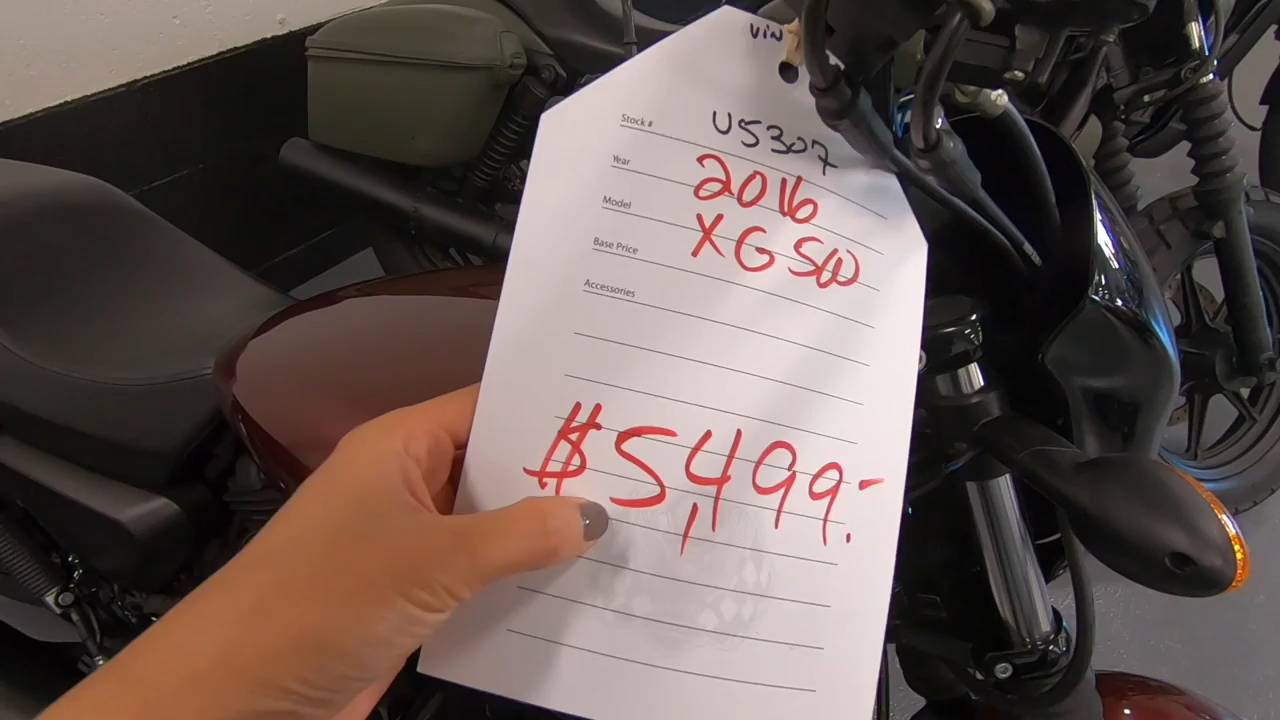 VIN
Stock # U5307
Year 2016
Model XG500
Base Price
Accessories
$5,499.-